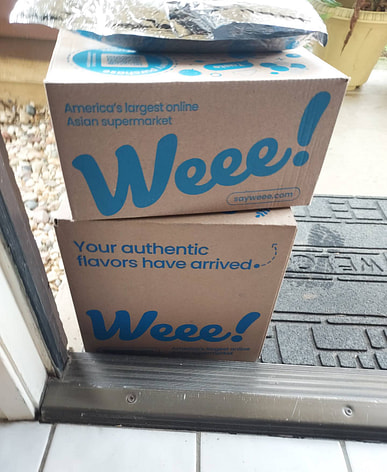 America's largest online
Asian supermarket
Weee!
sayweee.com
Your authentic
flavors have arrived
Weee!